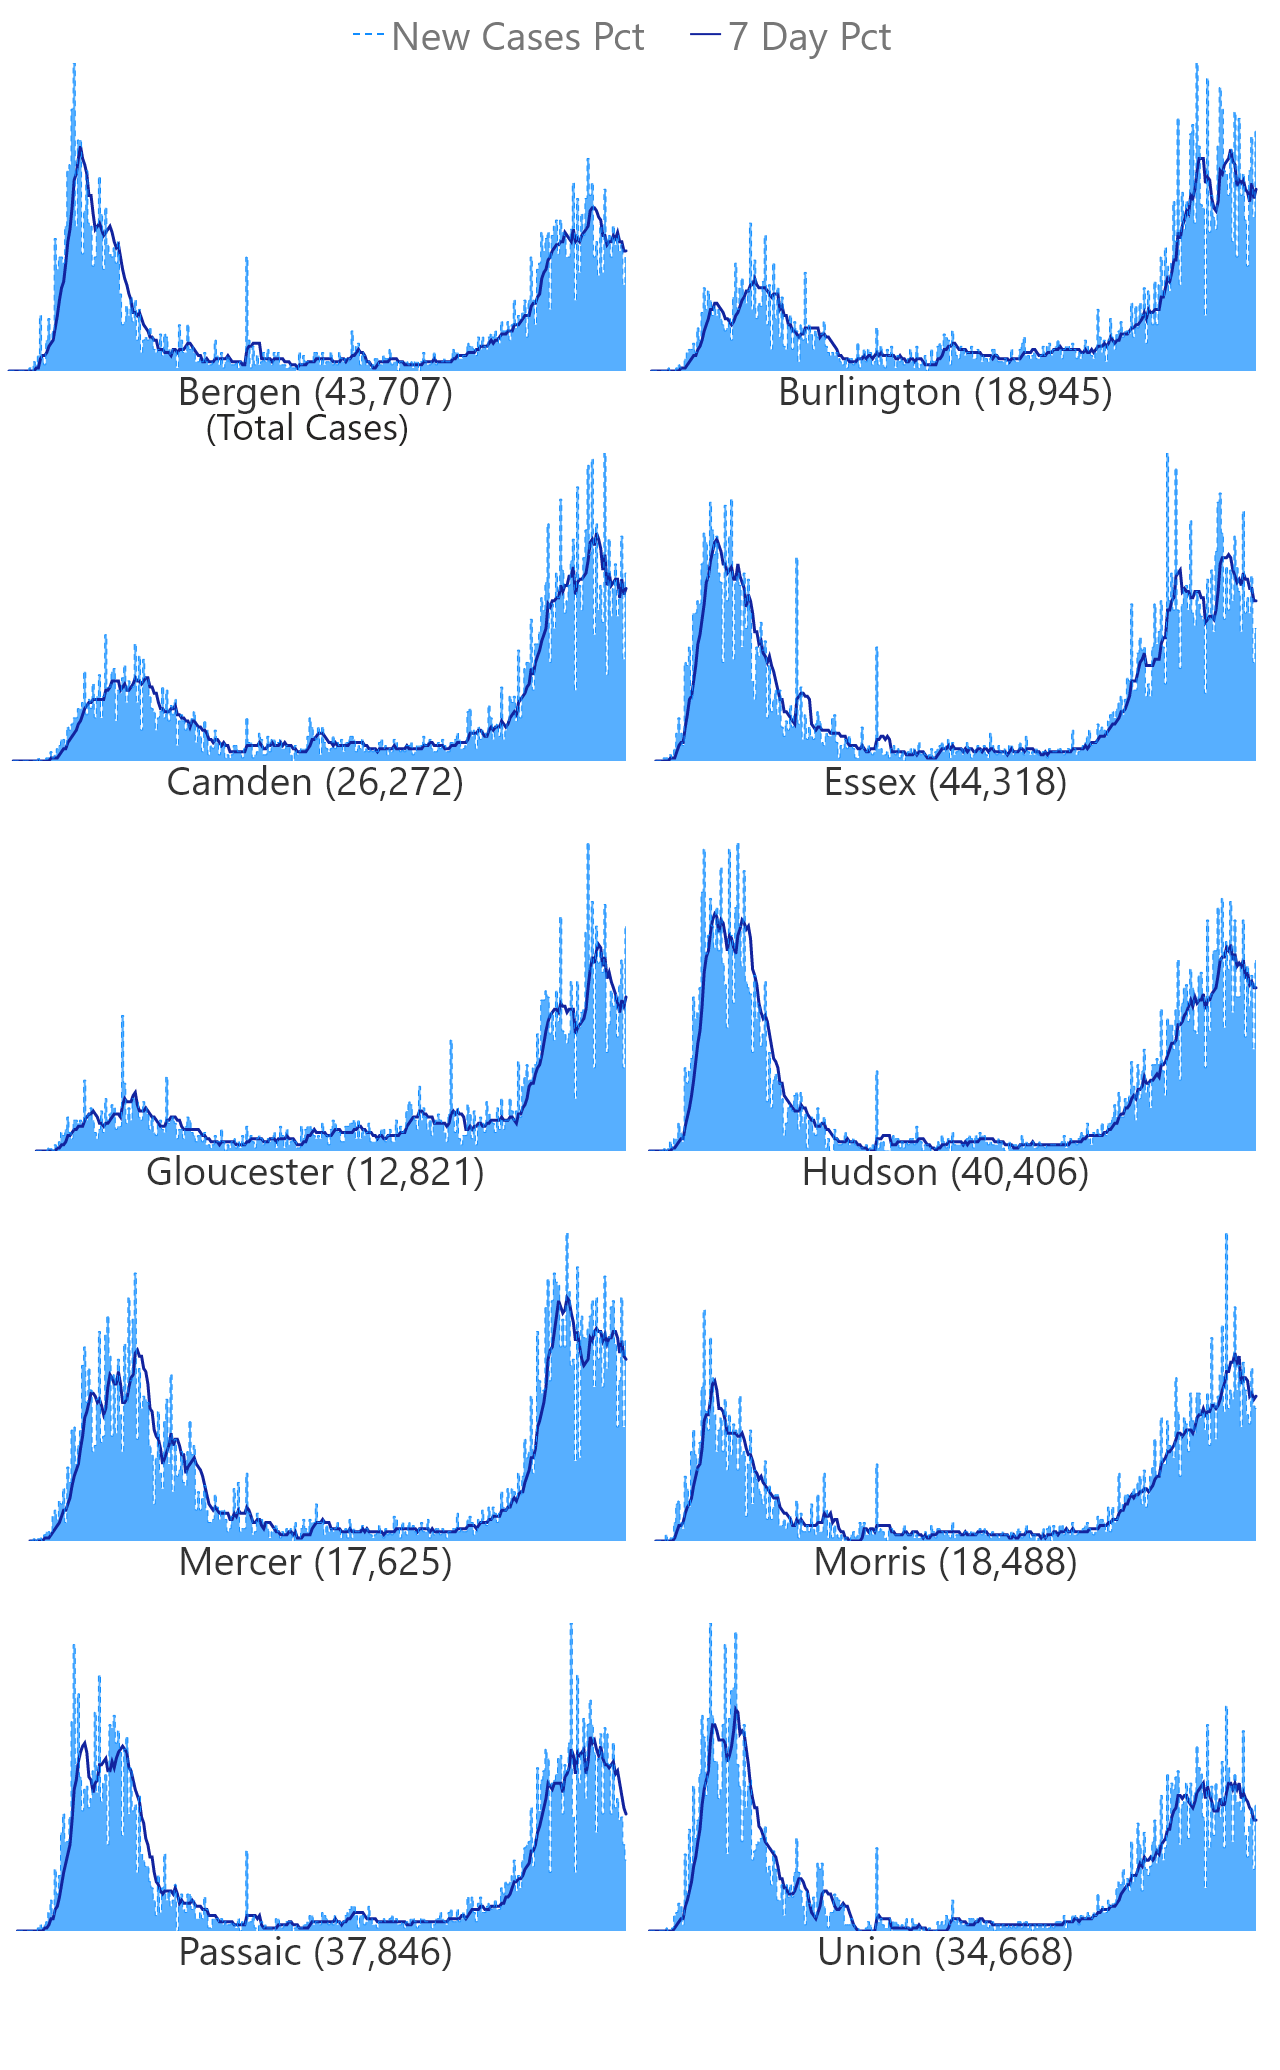 New Cases Pct 7 Day Pct
Bergen (43,707) Burlington (18,945)
(Total Cases)
Camden (26,272) Essex (44,318)
Gloucester (12,821) Hudson (40,406)
Mercer (17,625) Morris (18,488)
Passaic (37,846) Union (34,668)